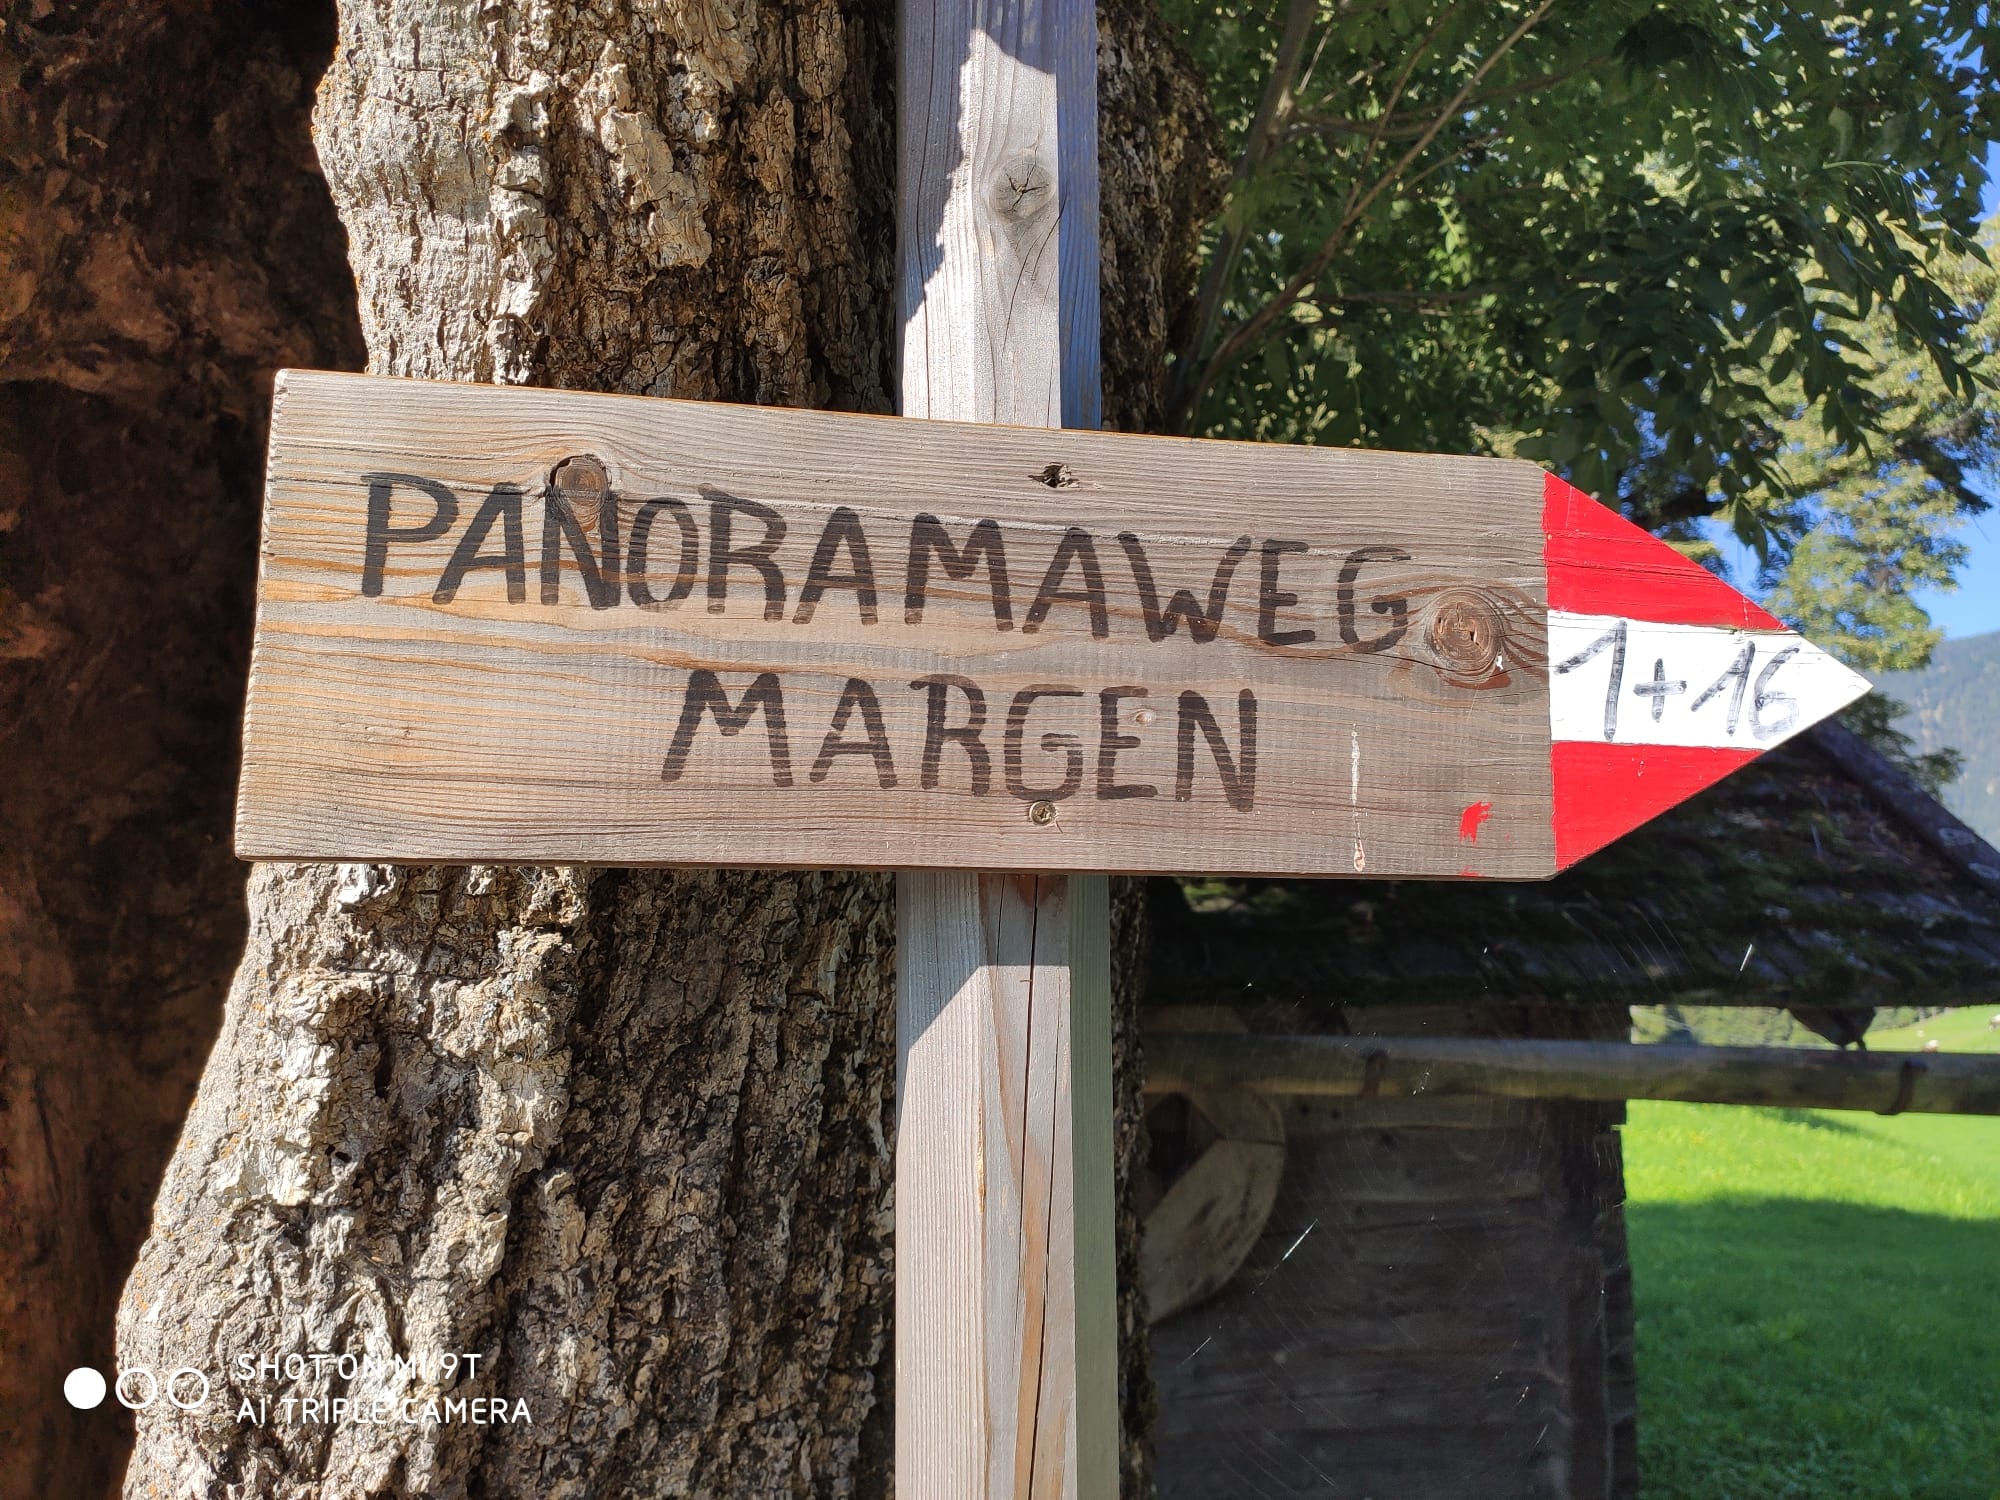 PANORAMAWEG
MARGEN
1+16
SHOT ON MI 9T
AI TRIPLE CAMERA